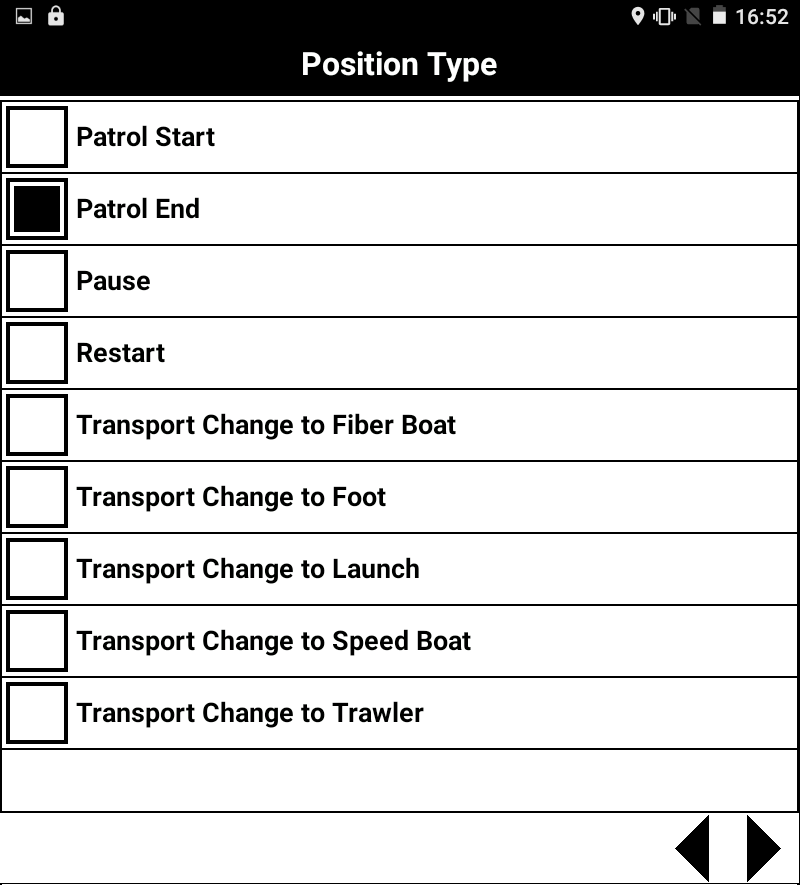 16:52
Position Type
Patrol Start
Patrol End
Pause
Restart
Transport Change to Fiber Boat
Transport Change to Foot
Transport Change to Launch
Transport Change to Speed Boat
Transport Change to Trawler